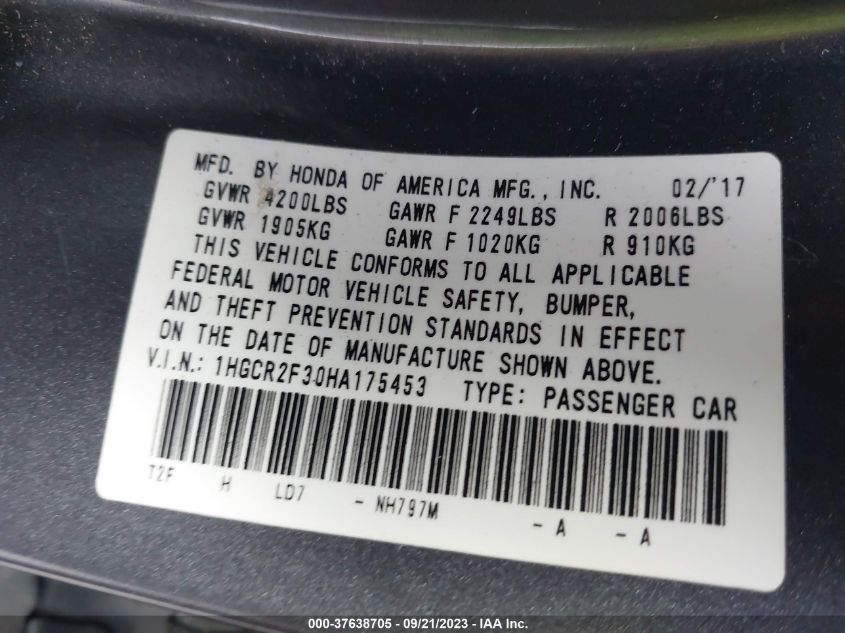 MFD. BY HONDA OF AMERICA MFG., INC. 02/'17
GVWR 4200LBS GAWR F 2249LBS R 2006LBS
GVWR 1905KG GAWR F 1020KG R 910KG
THIS VEHICLE CONFORMS TO ALL APPLICABLE
FEDERAL MOTOR VEHICLE SAFETY, BUMPER,
AND THEFT PREVENTION STANDARDS IN EFFECT
ON THE DATE OF MANUFACTURE SHOWN ABOVE.
V.I.N.: 1HGCR2F30HA175453 TYPE: PASSENGER CAR
T2F H LD7 - NH797M - A - A
000-37638705 - 09/21/2023 - IAA Inc.